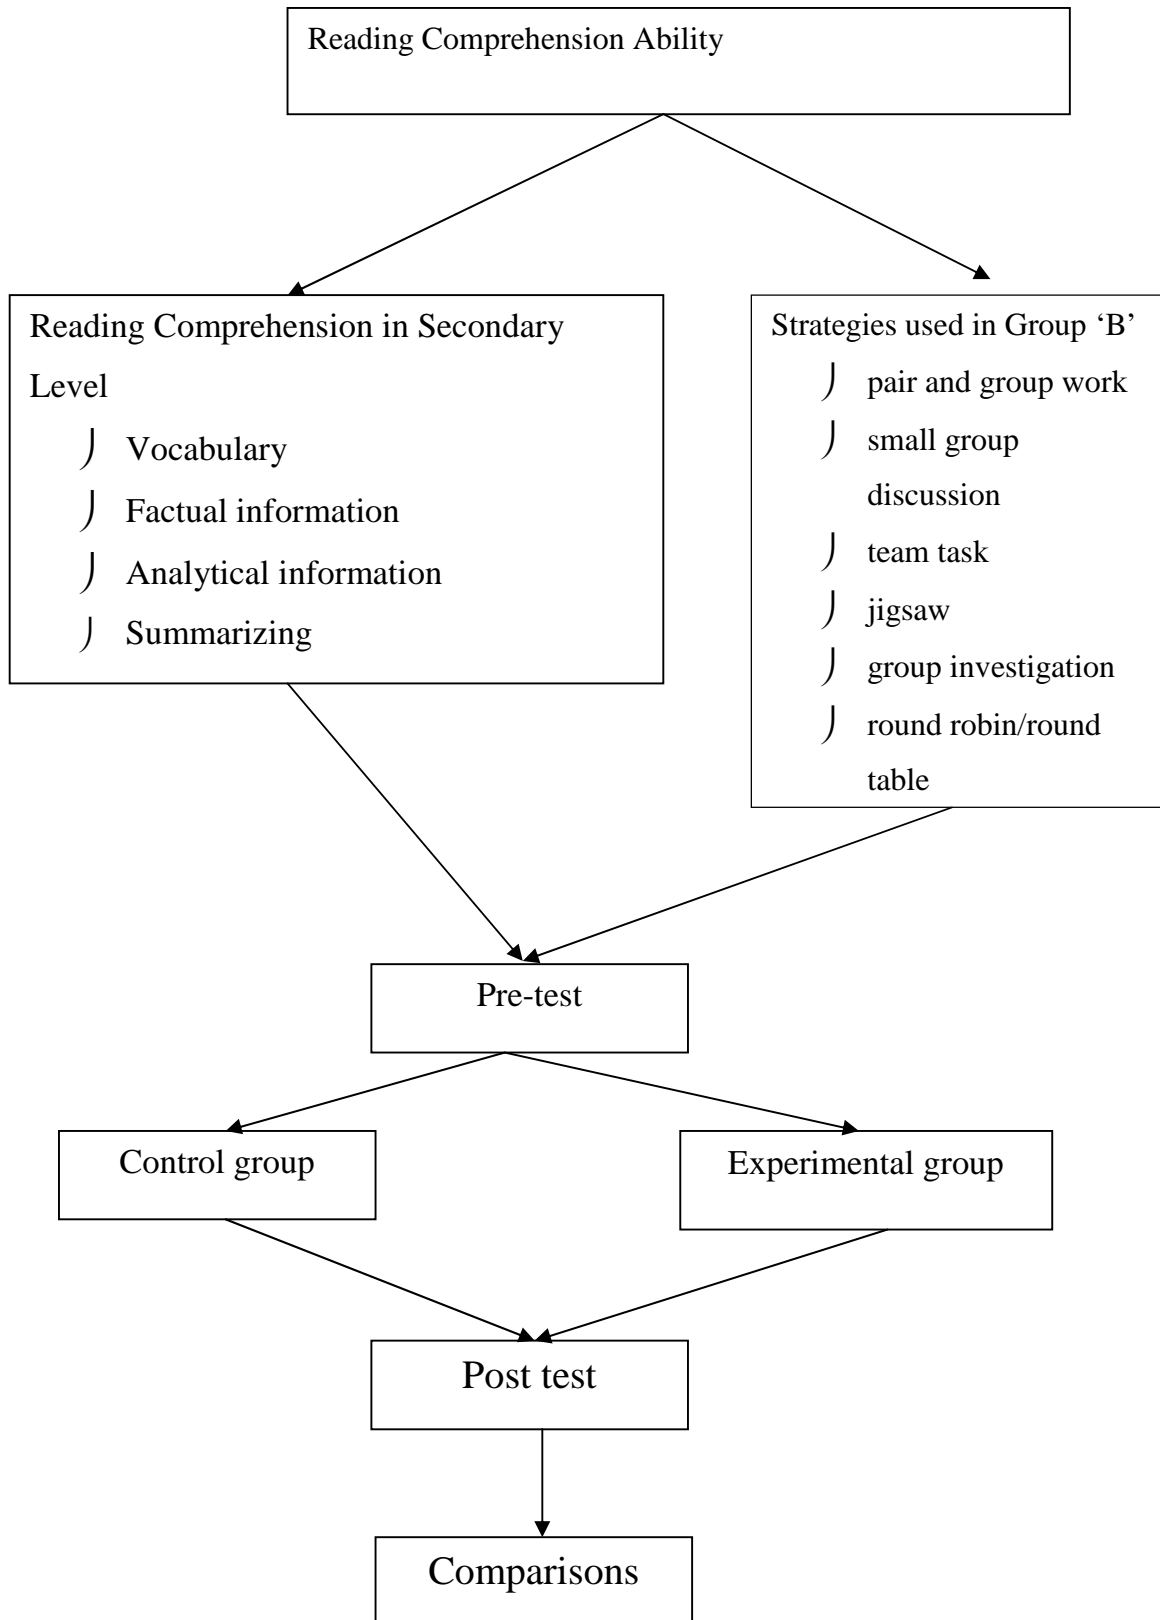 Reading Comprehension Ability
Reading Comprehension in Secondary
Level
Vocabulary
Factual information
Analytical information
Summarizing
Strategies used in Group ‘B’
pair and group work
small group
discussion
team task
jigsaw
group investigation
round robin/round
table
Pre-test
Control group
Experimental group
Post test
Comparisons